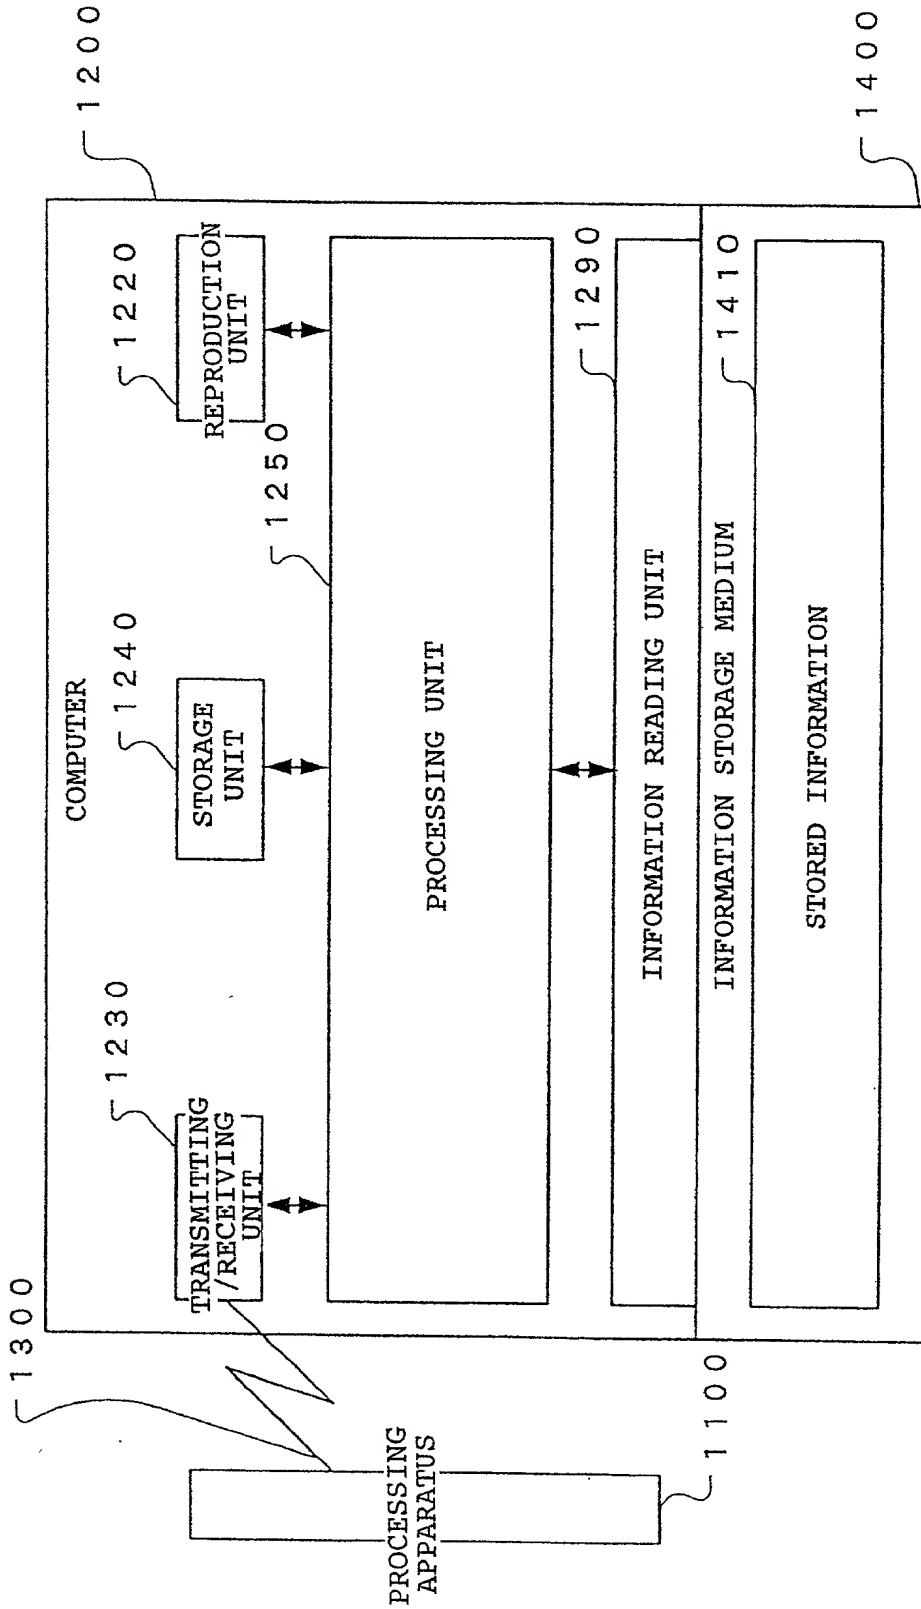 1300
1200
COMPUTER
1230
1240
1220
TRANSMITTING
/RECEIVING
UNIT
STORAGE
UNIT
REPRODUCTION
UNIT
1250
PROCESSING
APPARATUS
PROCESSING UNIT
1290
INFORMATION READING UNIT
1100
INFORMATION STORAGE MEDIUM
1410
1400
STORED INFORMATION